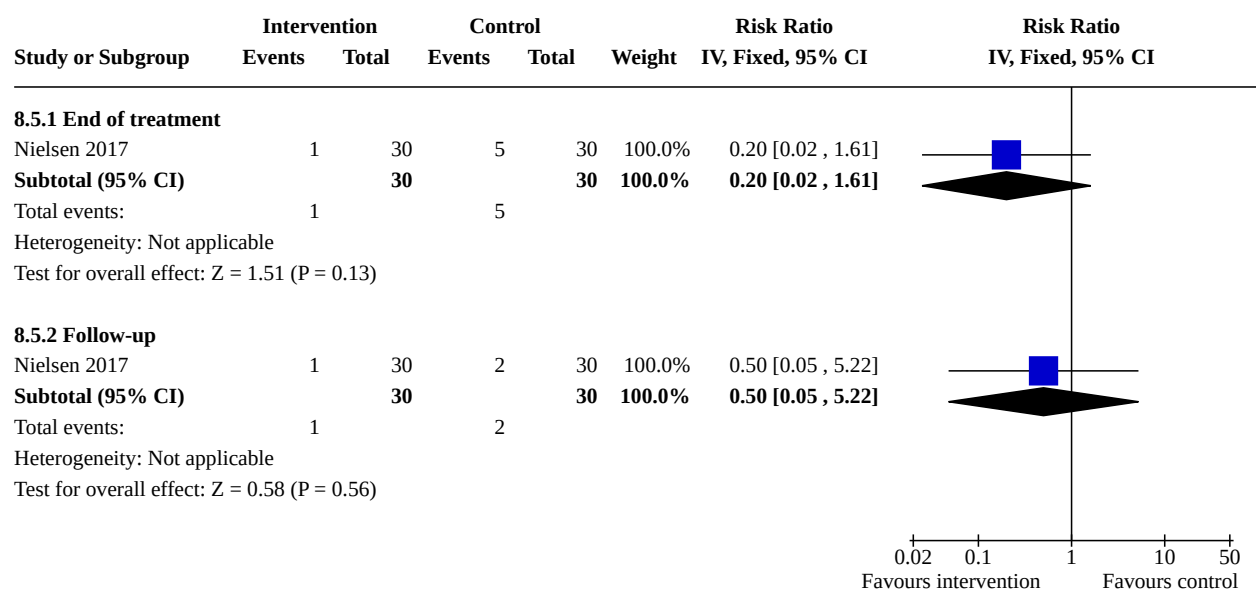 Intervention Control Risk Ratio Risk Ratio
Study or Subgroup Events Total Events Total Weight IV, Fixed, 95% CI IV, Fixed, 95% CI
8.5.1 End of treatment
Nielsen 2017 1 30 5 30 100.0% 0.20 [0.02 , 1.61]
Subtotal (95% CI) 30 30 100.0% 0.20 [0.02 , 1.61]
Total events: 1 5
Heterogeneity: Not applicable
Test for overall effect: Z = 1.51 (P = 0.13)
8.5.2 Follow-up
Nielsen 2017 1 30 2 30 100.0% 0.50 [0.05 , 5.22]
Subtotal (95% CI) 30 30 100.0% 0.50 [0.05 , 5.22]
Total events: 1 2
Heterogeneity: Not applicable
Test for overall effect: Z = 0.58 (P = 0.56)
0.02 0.1 1 10 50
Favours intervention Favours control